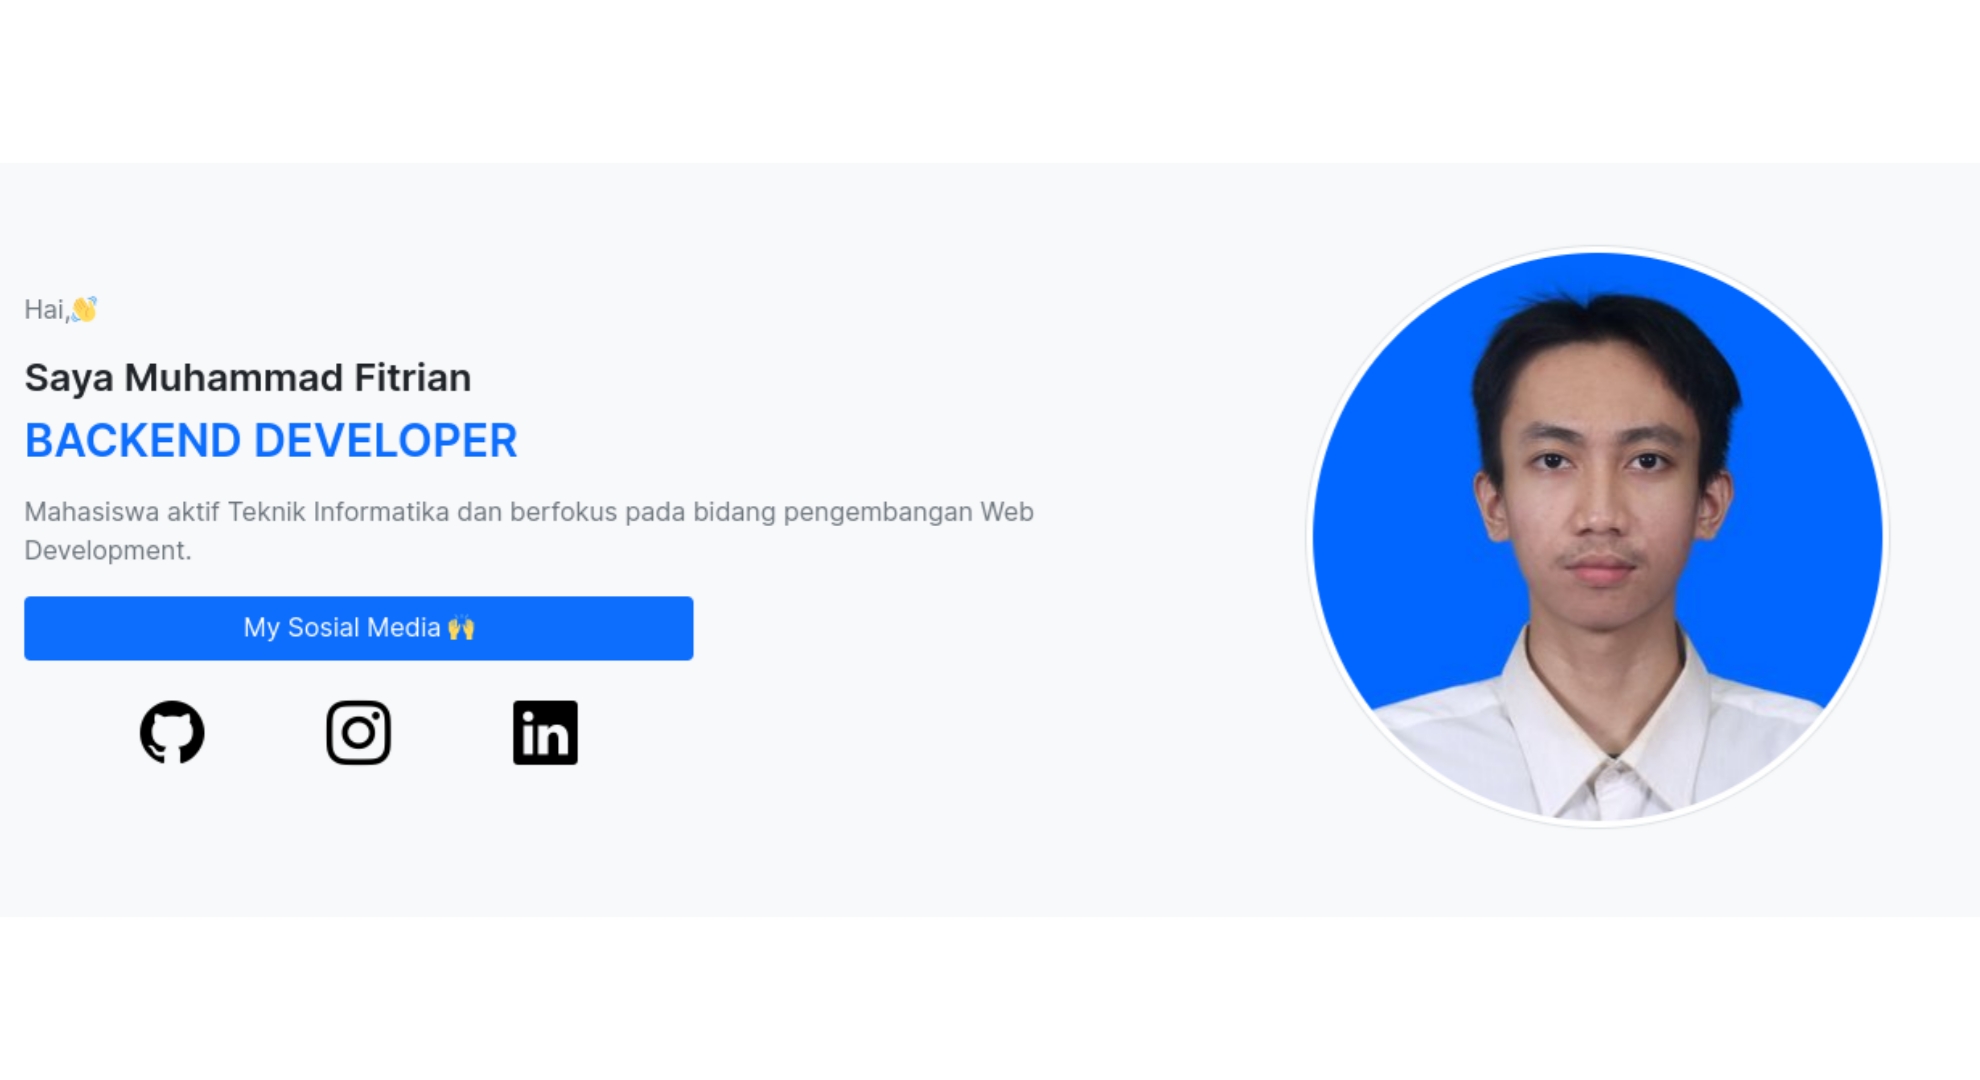 Hai,👋
Saya Muhammad Fitrian
BACKEND DEVELOPER
Mahasiswa aktif Teknik Informatika dan berfokus pada bidang pengembangan Web
Development.
My Sosial Media 🙌
in